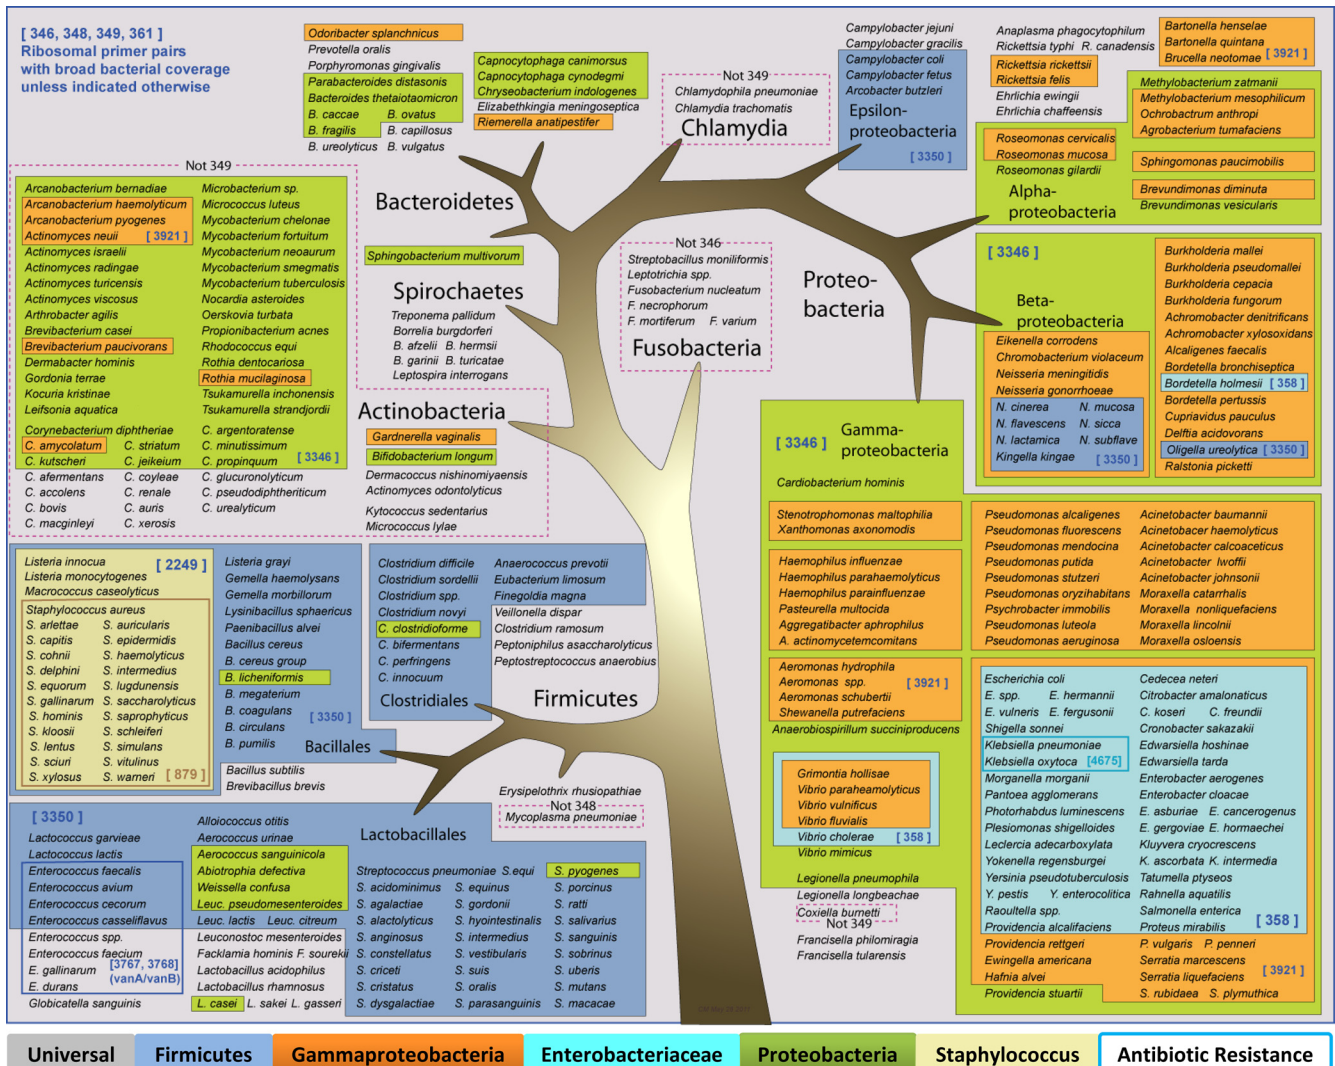 [ 346, 348, 349, 361 ]
Ribosomal primer pairs
with broad bacterial coverage
unless indicated otherwise
Odoribacter splanchnicus
Prevotella oralis
Porphyromonas gingivalis
Parabacteroides distasonis
Bacteroides thetaiotaomicron
B. caccae B. ovatus
B. fragilis B. capillosus
B. ureolyticus B. vulgatus
Capnocytophaga canimorsus
Capnocytophaga cynodegmi
Chryseobacterium indologenes
Elizabethkingia meningoseptica
Riemerella anatipestifer
Bacteroidetes
Sphingobacterium multivorum
Not 349
Chlamydophila pneumoniae
Chlamydia trachomatis
Chlamydia
Campylobacter jejuni
Campylobacter gracilis
Campylobacter coli
Campylobacter fetus
Arcobacter butzleri
Epsilon-
proteobacteria
[ 3350 ]
Anaplasma phagocytophilum
Rickettsia typhi R. canadensis
Rickettsia rickettsii
Rickettsia felis
Ehrlichia ewingii
Ehrlichia chaffeensis
Bartonella henselae
Bartonella quintana
Brucella neotomae [ 3921 ]
Methylobacterium zatmanii
Methylobacterium mesophilicum
Ochrobactrum anthropi
Agrobacterium tumafaciens
Roseomonas cervicalis
Roseomonas mucosa
Roseomonas gilardii
Sphingomonas paucimobilis
Brevundimonas diminuta
Brevundimonas vesicularis
Alpha-
proteobacteria
Not 349
Arcanobacterium bernadiae
Arcanobacterium haemolyticum
Arcanobacterium pyogenes
Actinomyces neuii [ 3921 ]
Actinomyces israelii
Actinomyces radingae
Actinomyces turicensis
Actinomyces viscosus
Arthrobacter agilis
Brevibacterium casei
Brevibacterium paucivorans
Dermabacter hominis
Gordonia terrae
Kocuria kristinae
Leifsonia aquatica
Microbacterium sp.
Micrococcus luteus
Mycobacterium chelonae
Mycobacterium fortuitum
Mycobacterium neoaurum
Mycobacterium smegmatis
Mycobacterium tuberculosis
Nocardia asteroides
Oerskovia turbata
Propionibacterium acnes
Rhodococcus equi
Rothia dentocariosa
Rothia mucilaginosa
Tsukamurella inchonensis
Tsukamurella strandjordii
Corynebacterium diphtheriae C. argentoratense
C. amycolatum C. striatum C. minutissimum
C. kutscheri C. jeikeium C. propinquum [ 3346 ]
C. afermentans C. coyleae C. glucuronolyticum
C. accolens C. renale C. pseudodiphtheriticum
C. bovis C. auris C. urealyticum
C. macginleyi C. xerosis
Spirochaetes
Treponema pallidum
Borrelia burgdorferi
B. afzelii B. hermsii
B. garinii B. turicatae
Leptospira interrogans
Actinobacteria
Gardnerella vaginalis
Bifidobacterium longum
Dermacoccus nishinomiyaensis
Actinomyces odontolyticus
Kytococcus sedentarius
Micrococcus lylae
Not 346
Streptobacillus moniliformis
Leptotrichia spp.
Fusobacterium nucleatum
F. necrophorum
F. mortiferum F. varium
Fusobacteria
Proteo-
bacteria
[ 3346 ]
Beta-
proteobacteria
Eikenella corrodens
Chromobacterium violaceum
Neisseria meningitidis
Neisseria gonorrhoeae
N. cinerea N. mucosa
N. flavescens N. sicca
N. lactamica N. subflave
Kingella kingae [ 3350 ]
Burkholderia mallei
Burkholderia pseudomallei
Burkholderia cepacia
Burkholderia fungorum
Achromobacter denitrificans
Achromobacter xylosoxidans
Alcaligenes faecalis
Bordetella bronchiseptica
Bordetella holmesii [ 358 ]
Bordetella pertussis
Cupriavidus pauculus
Delftia acidovorans
Oligella ureolytica [ 3350 ]
Ralstonia picketti
[ 3346 ] Gamma-
proteobacteria
Cardiobacterium hominis
Stenotrophomonas maltophilia
Xanthomonas axonomodis
Haemophilus influenzae
Haemophilus parahaemolyticus
Haemophilus parainfluenzae
Pasteurella multocida
Aggregatibacter aphrophilus
A. actinomycetemcomitans
Aeromonas hydrophila
Aeromonas spp. [ 3921 ]
Aeromonas schubertii
Shewanella putrefaciens
Anaerobiospirillum succiniproducens
Grimontia hollisae
Vibrio paraheamolyticus
Vibrio vulnificus
Vibrio fluvialis
Vibrio cholerae [ 358 ]
Vibrio mimicus
Legionella pneumophila
Legionella longbeachae
Coxiella burnetti
Not 349
Francisella philomiragia
Francisella tularensis
Pseudomonas alcaligenes
Pseudomonas fluorescens
Pseudomonas mendocina
Pseudomonas putida
Pseudomonas stutzeri
Pseudomonas oryzihabitans
Psychrobacter immobilis
Pseudomonas luteola
Pseudomonas aeruginosa
Acinetobacter baumannii
Acinetobacer haemolyticus
Acinetobacter calcoaceticus
Acinetobacter lwoffii
Acinetobacter johnsonii
Moraxella catarrhalis
Moraxella nonliquefaciens
Moraxella lincolnii
Moraxella osloensis
Escherichia coli
E. spp. E. hermannii
E. vulneris E. fergusonii
Shigella sonnei
Klebsiella pneumoniae
Klebsiella oxytoca [4675]
Morganella morganii
Pantoea agglomerans
Photorhabdus luminescens
Plesiomonas shigelloides
Leclercia adecarboxylata
Yokenella regensburgei
Yersinia pseudotuberculosis
Y. pestis Y. enterocolitica
Raoultella spp.
Providencia alcalifaciens
Cedecea neteri
Citrobacter amalonaticus
C. koseri C. freundii
Cronobacter sakazakii
Edwarsiella hoshinae
Edwarsiella tarda
Enterobacter aerogenes
Enterobacter cloacae
E. asburiae E. cancerogenus
E. gergoviae E. hormaechei
Kluyvera cryocrescens
K. ascorbata K. intermedia
Tatumella ptyseos
Rahnella aquatilis
Salmonella enterica
Proteus mirabilis [ 358 ]
Providencia rettgeri P. vulgaris P. penneri
Ewingella americana Serratia marcescens
Hafnia alvei Serratia liquefaciens [ 3921 ]
Providencia stuartii S. rubidaea S. plymuthica
Listeria innocua [ 2249 ]
Listeria monocytogenes
Macrococcus caseolyticus
Staphylococcus aureus
S. arlettae S. auricularis
S. capitis S. epidermidis
S. cohnii S. haemolyticus
S. delphini S. intermedius
S. equorum S. lugdunensis
S. gallinarum S. saccharolyticus
S. hominis S. saprophyticus
S. kloosii S. schleiferi
S. lentus S. simulans
S. sciuri S. vitulinus
S. xylosus S. warneri [ 879 ]
Listeria grayi
Gemella haemolysans
Gemella morbillorum
Lysinibacillus sphaericus
Paenibacillus alvei
Bacillus cereus
B. cereus group
B. licheniformis
B. megaterium
B. coagulans [ 3350 ]
B. circulans
B. pumilis
Bacillales
Bacillus subtilis
Brevibacillus brevis
Clostridium difficile
Clostridium sordellii
Clostridium spp.
Clostridium novyi
C. clostridioforme
C. bifermentans
C. perfringens
C. innocuum
Clostridiales
Anaerococcus prevotii
Eubacterium limosum
Finegoldia magna
Veillonella dispar
Clostridium ramosum
Peptoniphilus asaccharolyticus
Peptostreptococcus anaerobius
Firmicutes
Erysipelothrix rhusiopathiae
Not 348
Mycoplasma pneumoniae
[ 3350 ]
Lactococcus garvieae
Lactococcus lactis
Enterococcus faecalis
Enterococcus avium
Enterococcus cecorum
Enterococcus casseliflavus
Enterococcus spp.
Enterococcus faecium
E. gallinarum [3767, 3768]
E. durans (vanA/vanB)
Globicatella sanguinis
Alloiococcus otitis
Aerococcus urinae
Aerococcus sanguinicola
Abiotrophia defectiva
Weissella confusa
Leuc. pseudomesenteroides
Leuc. lactis Leuc. citreum
Leuconostoc mesenteroides
Facklamia hominis F. sourekii
Lactobacillus acidophilus
Lactobacillus rhamnosus
L. casei L. sakei L. gasseri
Lactobacillales
Streptococcus pneumoniae S.equi S. pyogenes
S. acidominimus S. equinus S. porcinus
S. agalactiae S. gordonii S. ratti
S. alactolyticus S. hyointestinalis S. salivarius
S. anginosus S. intermedius S. sanguinis
S. constellatus S. vestibularis S. sobrinus
S. criceti S. suis S. uberis
S. cristatus S. oralis S. mutans
S. dysgalactiae S. parasanguinis S. macacae
Universal Firmicutes Gammaproteobacteria Enterobacteriaceae Proteobacteria Staphylococcus Antibiotic Resistance